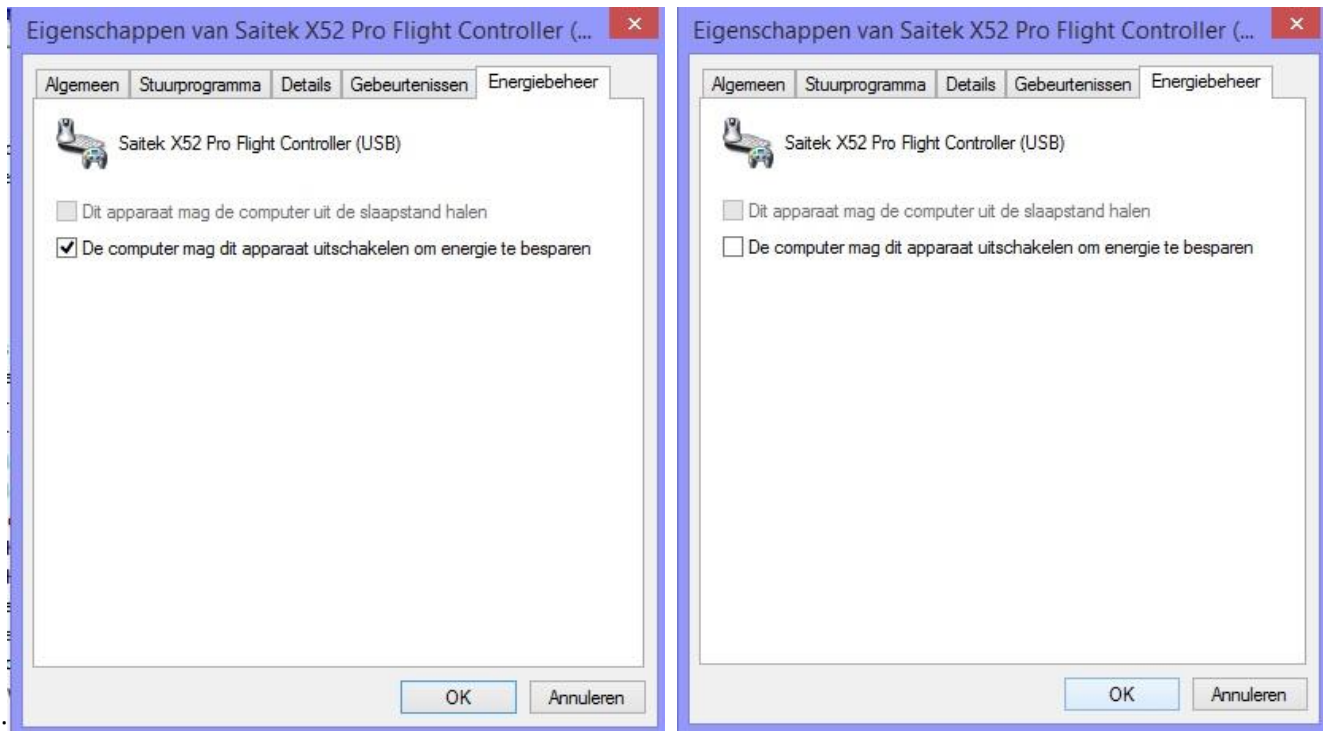 Eigenschappen van Saitek X52 Pro Flight Controller (...
Algemeen Stuurprogramma Details Gebeurtenissen Energiebeheer
Saitek X52 Pro Flight Controller (USB)
Dit apparaat mag de computer uit de slaapstand halen
De computer mag dit apparaat uitschakelen om energie te besparen
OK Annuleren
Eigenschappen van Saitek X52 Pro Flight Controller (...
Algemeen Stuurprogramma Details Gebeurtenissen Energiebeheer
Saitek X52 Pro Flight Controller (USB)
Dit apparaat mag de computer uit de slaapstand halen
De computer mag dit apparaat uitschakelen om energie te besparen
OK Annuleren